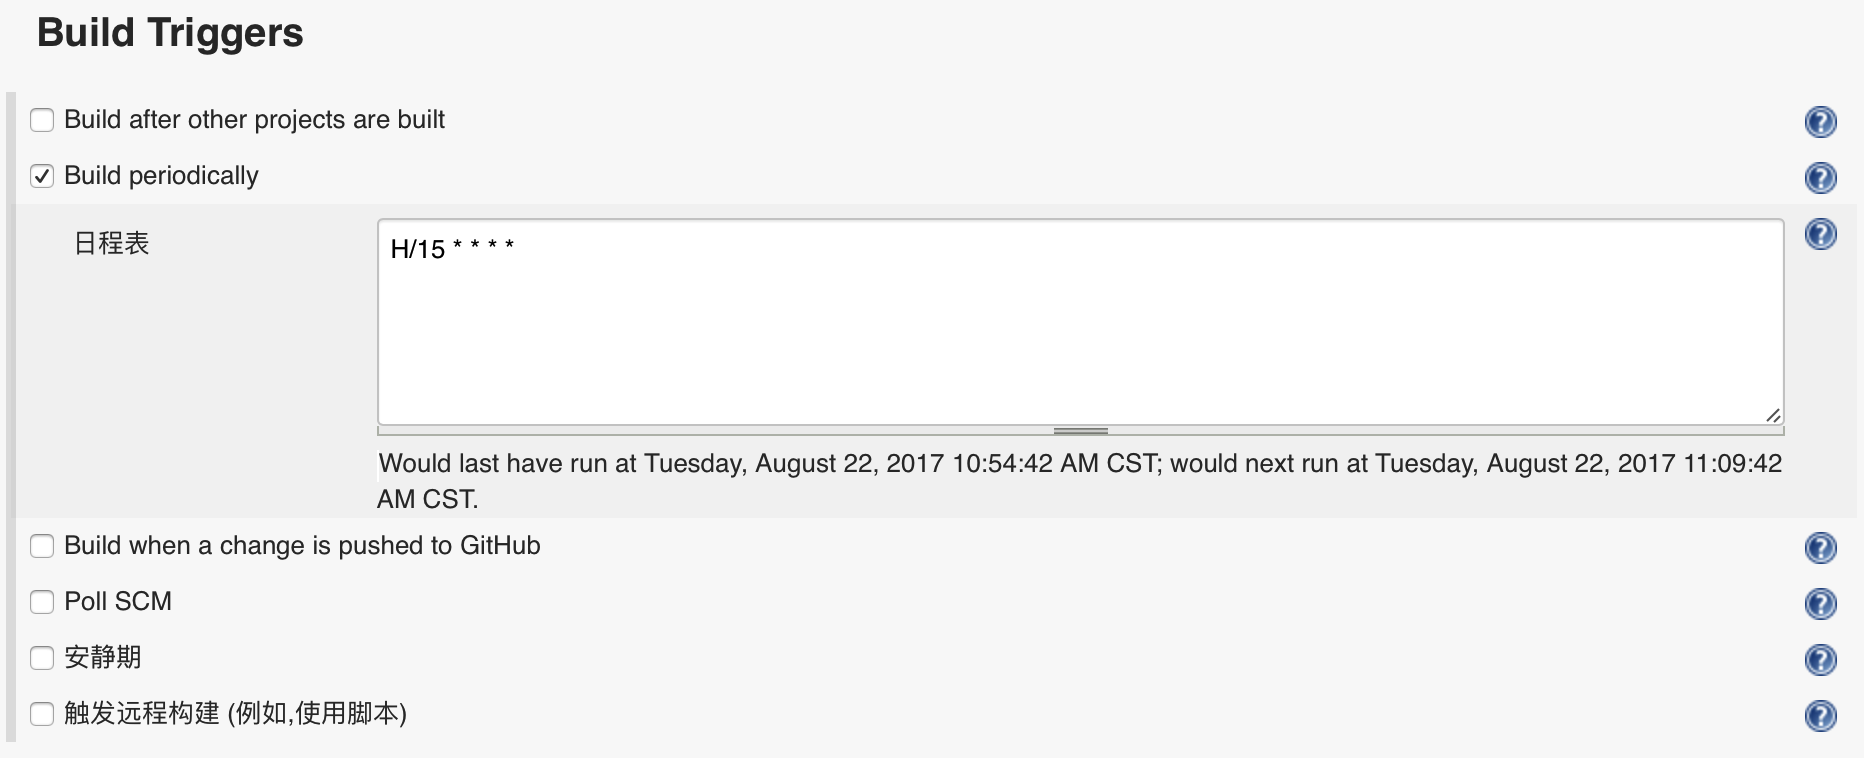 Build Triggers
Build after other projects are built
Build periodically
日程表
H/15 * * * *
Would last have run at Tuesday, August 22, 2017 10:54:42 AM CST; would next run at Tuesday, August 22, 2017 11:09:42
AM CST.
Build when a change is pushed to GitHub
Poll SCM
安静期
触发远程构建 (例如,使用脚本)